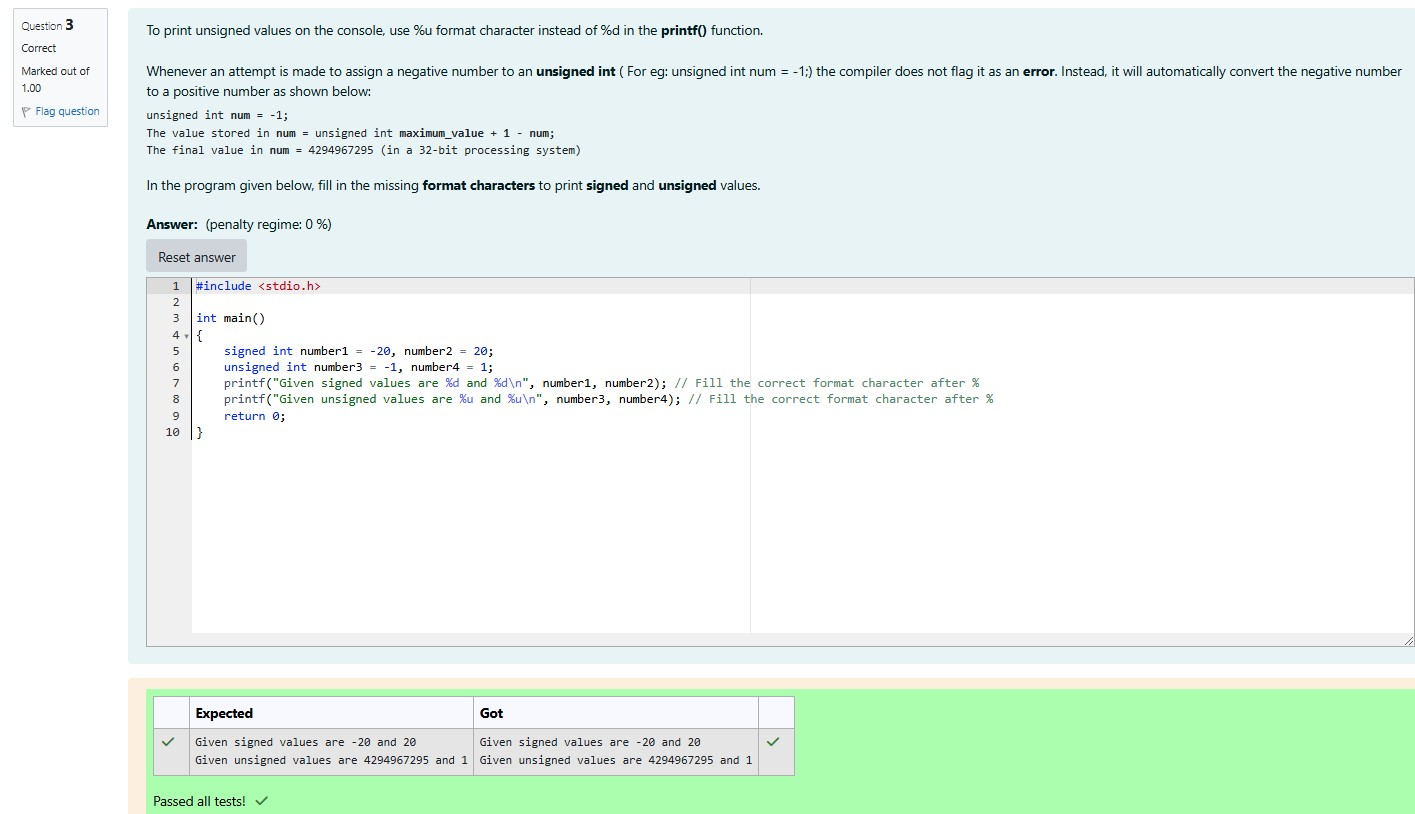 Question 3
Correct
Marked out of
1.00
Flag question
To print unsigned values on the console, use %u format character instead of %d in the printf() function.
Whenever an attempt is made to assign a negative number to an unsigned int ( For eg: unsigned int num = -1;) the compiler does not flag it as an error. Instead, it will automatically convert the negative number
to a positive number as shown below:
unsigned int num = -1;
The value stored in num = unsigned int maximum_value + 1 - num;
The final value in num = 4294967295 (in a 32-bit processing system)
In the program given below, fill in the missing format characters to print signed and unsigned values.
Answer: (penalty regime: 0 %)
Reset answer
1 #include <stdio.h>
2
3 int main()
4 {
5     signed int number1 = -20, number2 = 20;
6     unsigned int number3 = -1, number4 = 1;
7     printf("Given signed values are %d and %d\n", number1, number2); // Fill the correct format character after %
8     printf("Given unsigned values are %u and %u\n", number3, number4); // Fill the correct format character after %
9     return 0;
10 }
Expected Got
Given signed values are -20 and 20 Given signed values are -20 and 20
Given unsigned values are 4294967295 and 1 Given unsigned values are 4294967295 and 1
Passed all tests!